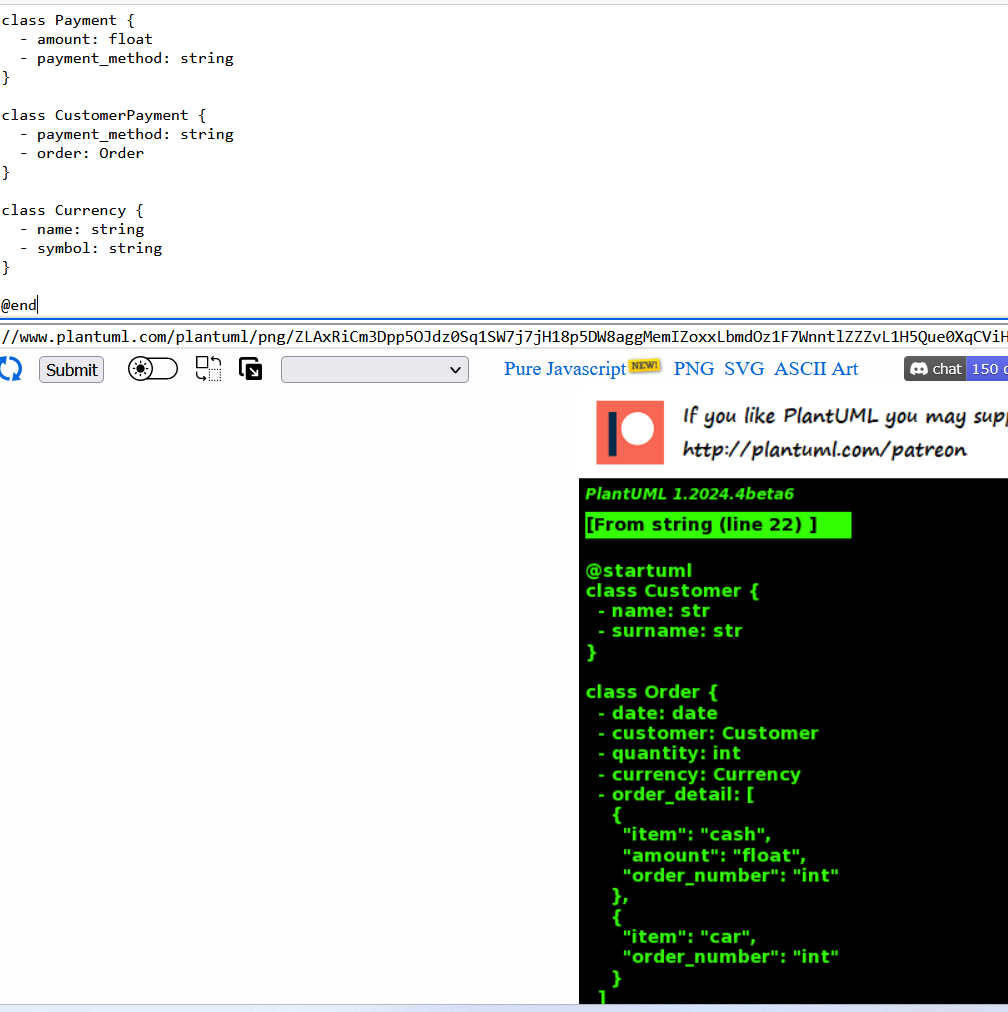 class Payment {
  - amount: float
  - payment_method: string
}
class CustomerPayment {
  - payment_method: string
  - order: Order
}
class Currency {
  - name: string
  - symbol: string
}
@end
//www.plantuml.com/plantuml/png/ZLAxRiCm3Dpp5OJdz0Sq1SW7j7jH18p5DW8aggMemIZoxxLbmdOz1F7WnntlZZZvL1H5Que0XqCViH
Submit
Pure Javascript NEW! PNG SVG ASCII Art
chat 150
If you like PlantUML you may supp
http://plantuml.com/patreon
PlantUML 1.2024.4beta6
[From string (line 22) ]
@startuml
class Customer {
  - name: str
  - surname: str
}
class Order {
  - date: date
  - customer: Customer
  - quantity: int
  - currency: Currency
  - order_detail: [
    {
      "item": "cash",
      "amount": "float",
      "order_number": "int"
    },
    {
      "item": "car",
      "order_number": "int"
    }
  ]